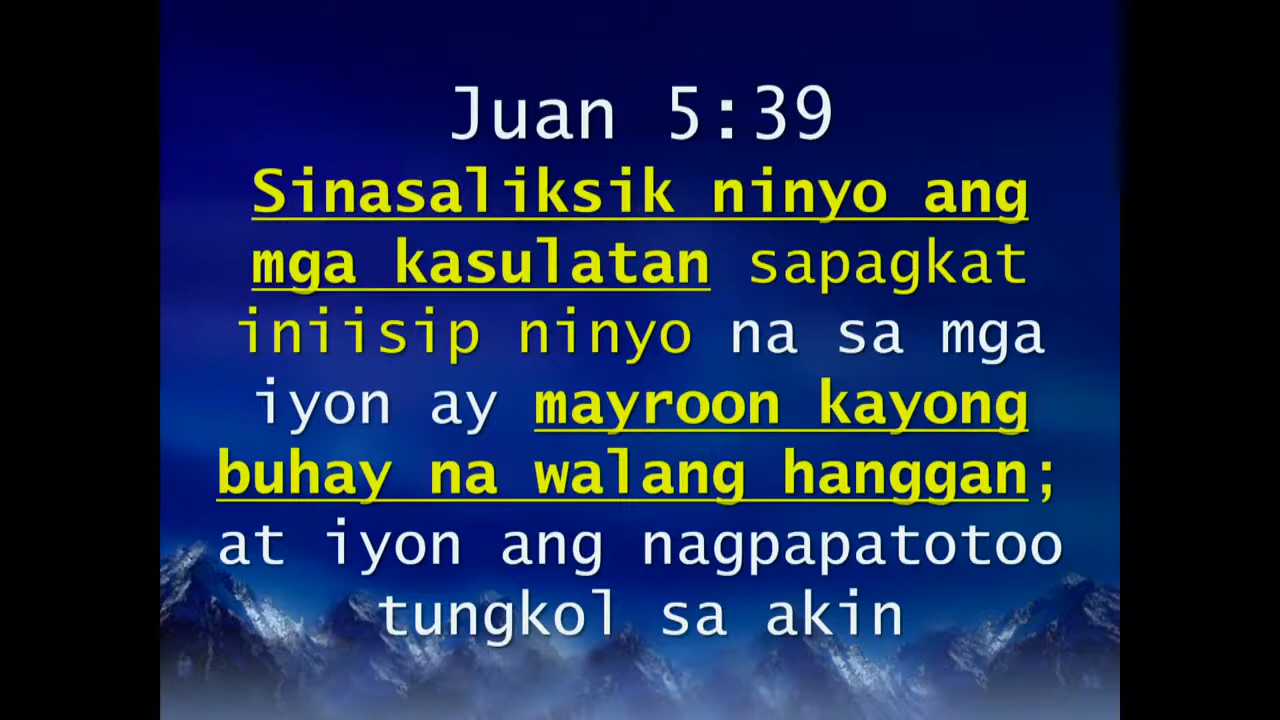 Juan 5:39
Sinasaliksik ninyo ang
mga kasulatan sapagkat
iniisip ninyo na sa mga
iyon ay mayroon kayong
buhay na walang hanggan;
at iyon ang nagpapatotoo
tungkol sa akin